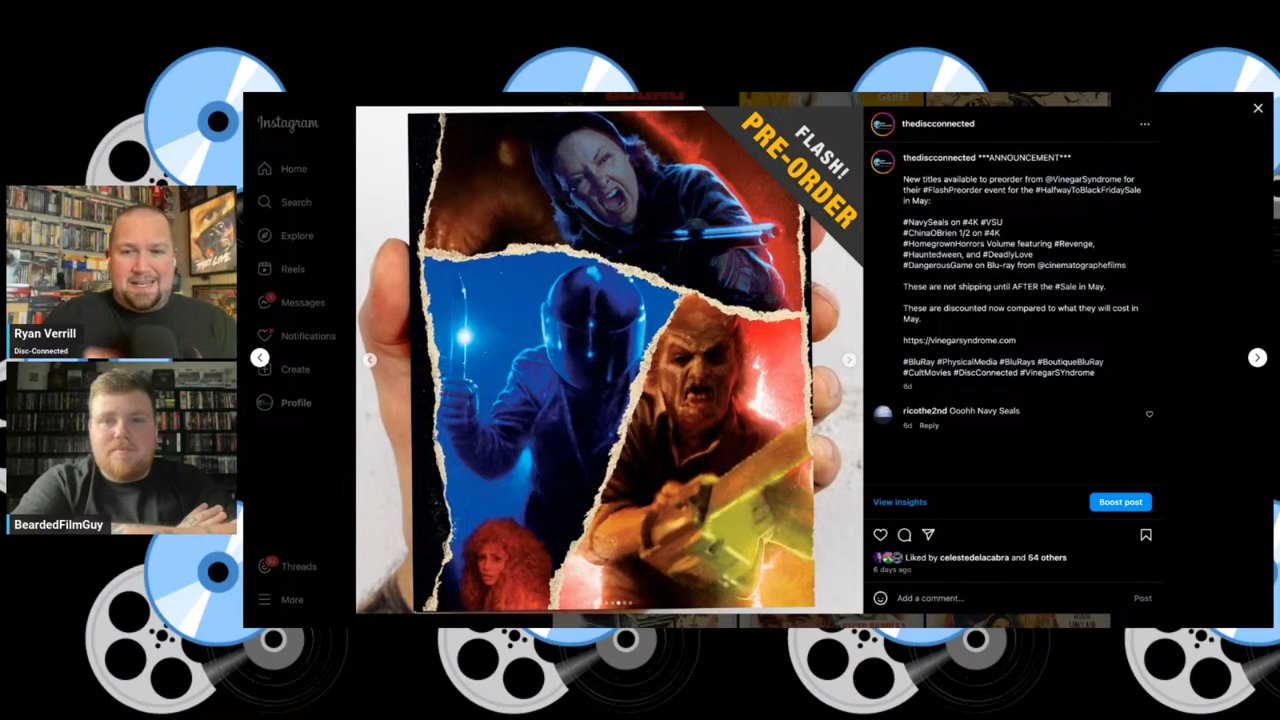 Instagram
Home
Search
Explore
Reels
Messages
Notifications
Create
Profile
Threads
More
Ryan Verrill
Disc-Connected
BeardedFilmGuy
THEY LIVE
FLASH!
PRE-ORDER
thediscconnected
thediscconnected ***ANNOUNCEMENT***
New titles available to preorder from @VinegarSyndrome for
their #FlashPreorder event for the #HalfwayToBlackFridaySale
in May:
#NavySeals on #4K #VSU
#ChinaOBrien 1/2 on #4K
#HomegrownHorrors Volume featuring #Revenge,
#Hauntedween, and #DeadlyLove
#DangerousGame on Blu-ray from @cinematographefilms
These are not shipping until AFTER the #Sale in May.
These are discounted now compared to what they will cost in
May.
https://vinegarsyndrome.com
#BluRay #PhysicalMedia #BluRays #BoutiqueBluRay
#CultMovies #DiscConnected #VinegarSYndrome
6d
ricothe2nd Ooohh Navy Seals
6d Reply
View insights
Boost post
Liked by celestedelacabra and 54 others
6 days ago
Add a comment...
Post